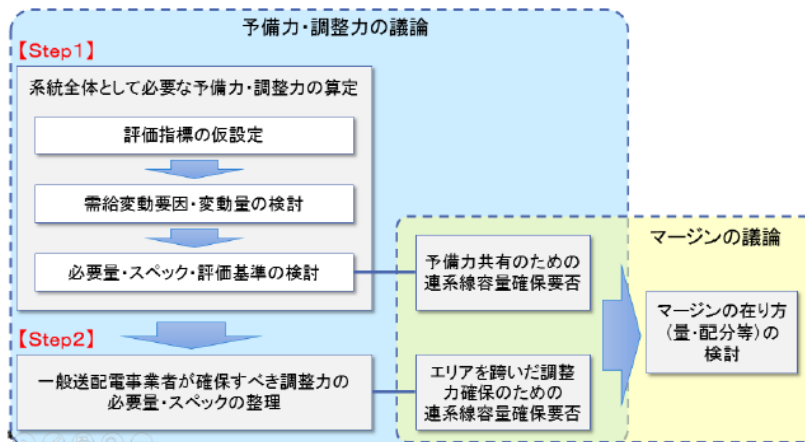 予備力・調整力の議論
【Step1】
系統全体として必要な予備力・調整力の算定
評価指標の仮設定
需給変動要因・変動量の検討
必要量・スペック・評価基準の検討
予備力共有のための
連系線容量確保要否
マージンの議論
マージンの在り方
（量・配分等）の
検討
【Step2】
一般送配電事業者が確保すべき調整力の
必要量・スペックの整理
エリアを跨いだ調整
力確保のための
連系線容量確保要否